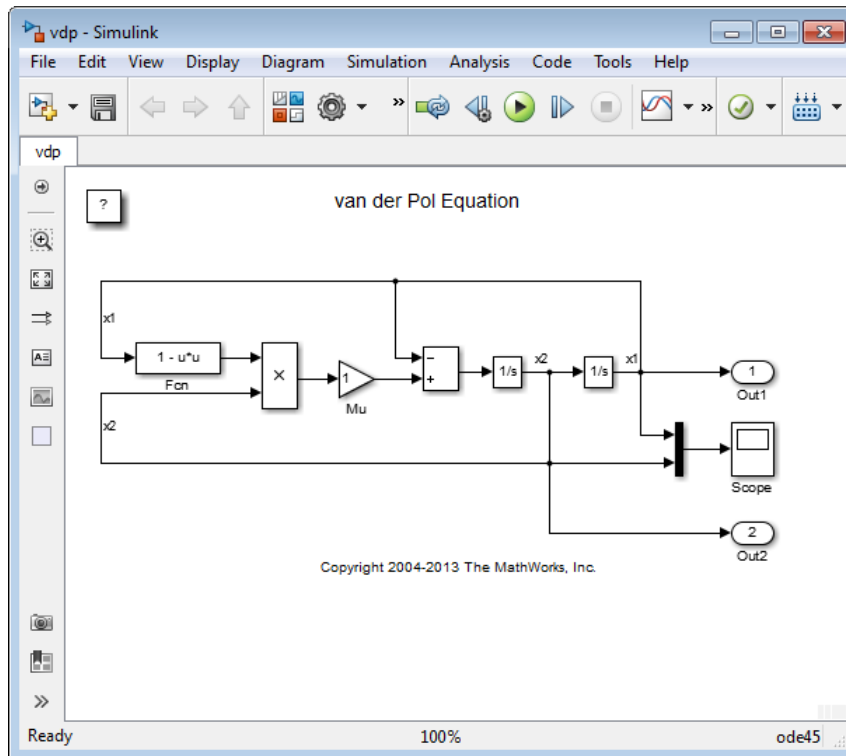 vdp - Simulink
File Edit View Display Diagram Simulation Analysis Code Tools Help
» »
vdp
?
van der Pol Equation
x1
1 - u*u
Fcn
×
1
Mu
−
+
1/s
x2
1/s
x1
1
Out1
x2
Scope
2
Out2
Copyright 2004-2013 The MathWorks, Inc.
A
»
Ready 100% ode45